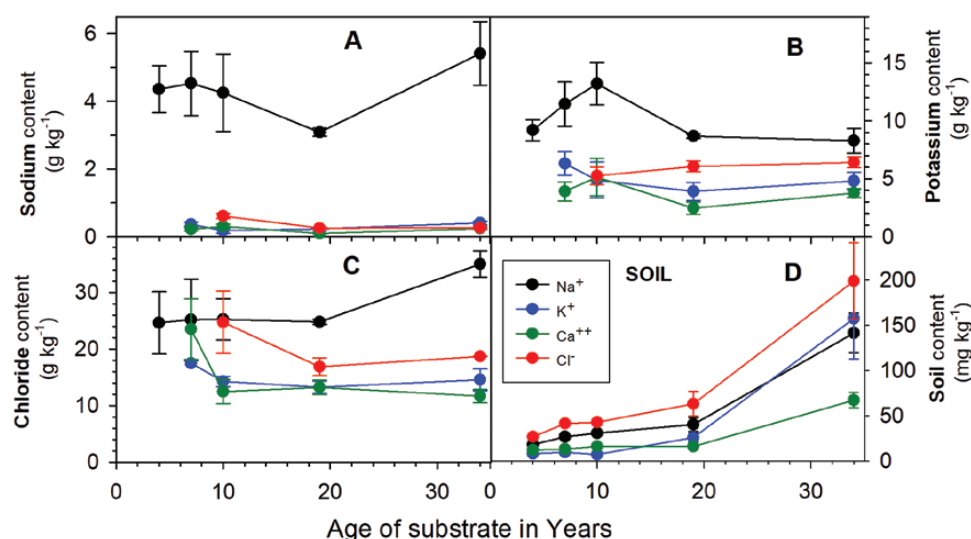 A
B
Sodium content
(g kg⁻¹)
6
4
2
0
15
10
5
0
Potassium content
(g kg⁻¹)
C
SOIL
D
Chloride content
(g kg⁻¹)
30
20
10
0
Na⁺
K⁺
Ca⁺⁺
Cl⁻
200
150
100
50
0
Soil content
(mg kg⁻¹)
0 10 20 30 0 10 20 30
Age of substrate in Years